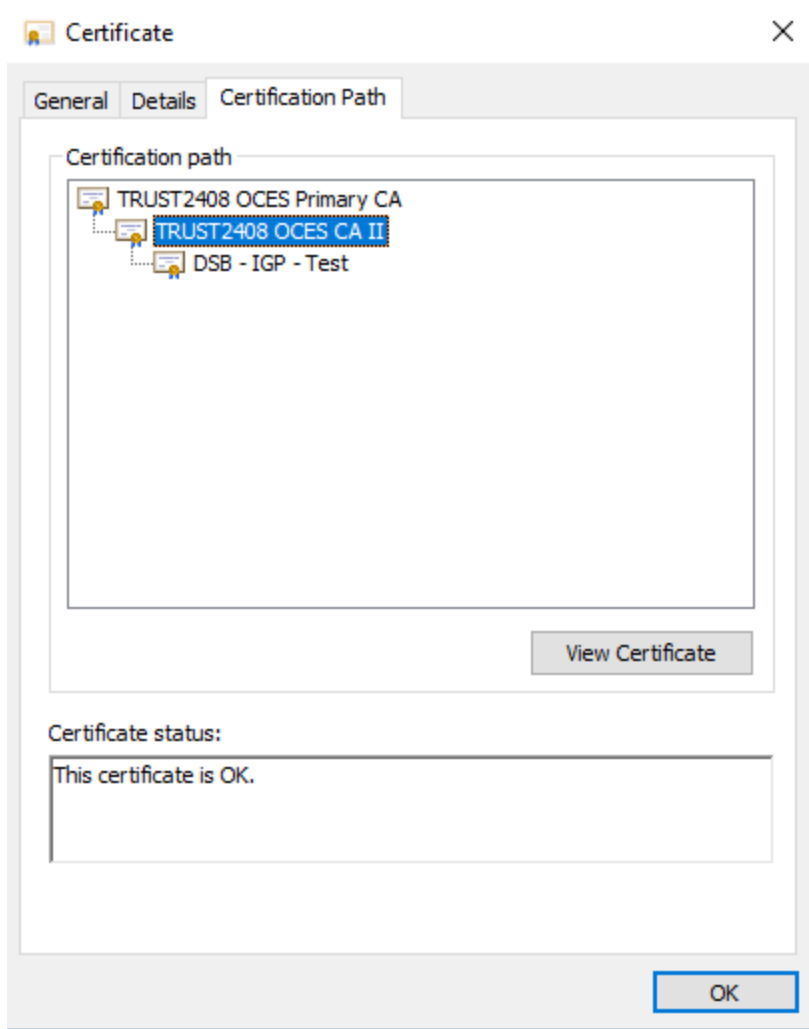 Certificate
General Details Certification Path
Certification path
TRUST2408 OCES Primary CA
TRUST2408 OCES CA II
DSB - IGP - Test
View Certificate
Certificate status:
This certificate is OK.
OK